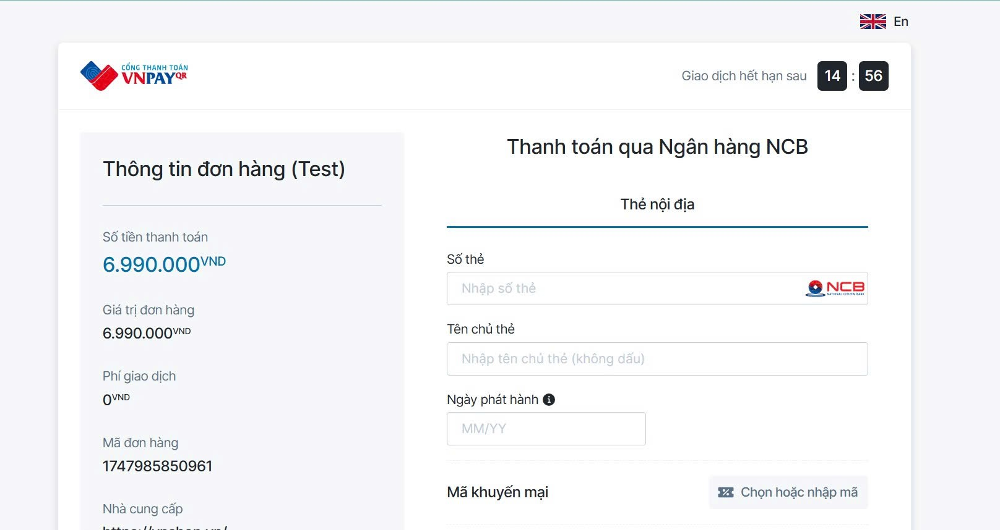 En
CỔNG THANH TOÁN
VNPAYQR
Giao dịch hết hạn sau 14 : 56
Thông tin đơn hàng (Test)
Số tiền thanh toán
6.990.000VND
Giá trị đơn hàng
6.990.000VND
Phí giao dịch
0VND
Mã đơn hàng
1747985850961
Nhà cung cấp
Thanh toán qua Ngân hàng NCB
Thẻ nội địa
Số thẻ
Nhập số thẻ
NCB
NATIONAL CITIZEN BANK
Tên chủ thẻ
Nhập tên chủ thẻ (không dấu)
Ngày phát hành
MM/YY
Mã khuyến mại
Chọn hoặc nhập mã